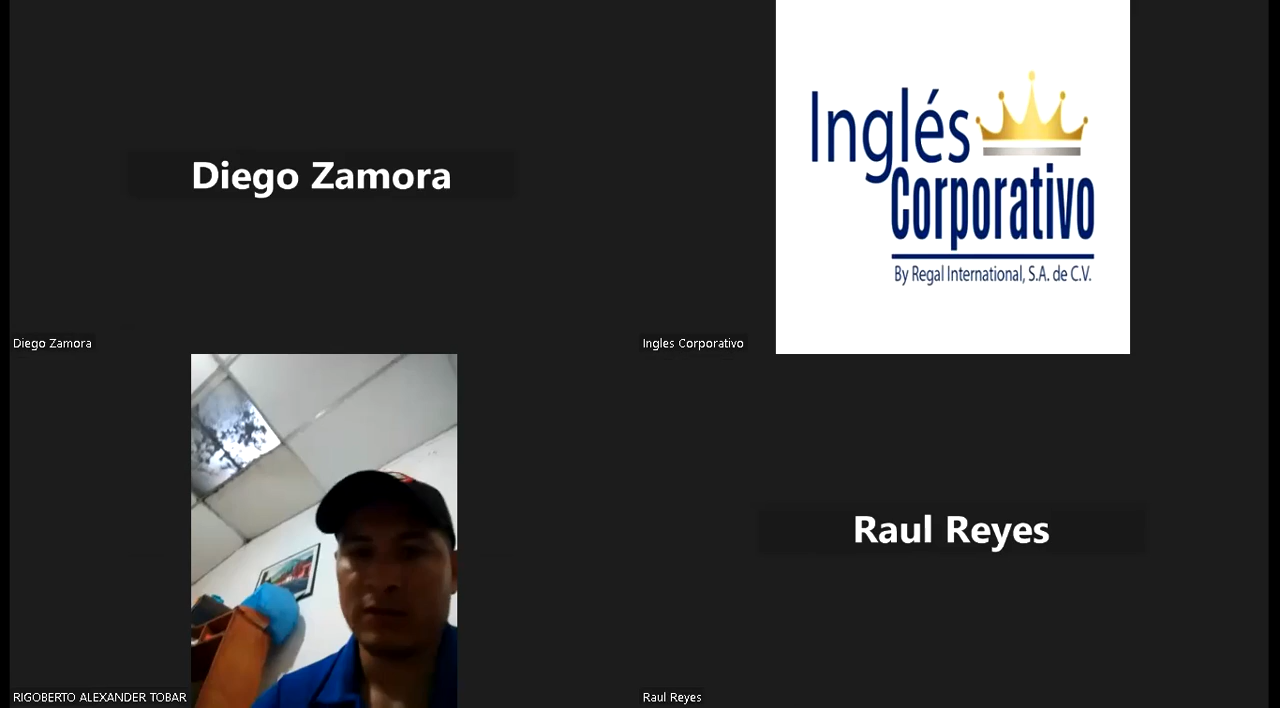 Diego Zamora
Inglés
Corporativo
By Regal International, S.A. de C.V.
Diego Zamora
Ingles Corporativo
Raul Reyes
RIGOBERTO ALEXANDER TOBAR
Raul Reyes